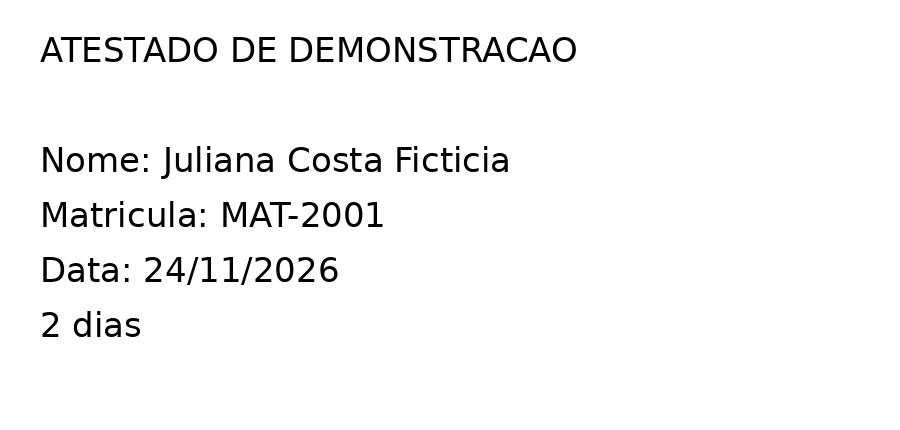 ATESTADO DE DEMONSTRACAO
Nome: Juliana Costa Ficticia
Matricula: MAT-2001
Data: 24/11/2026
2 dias